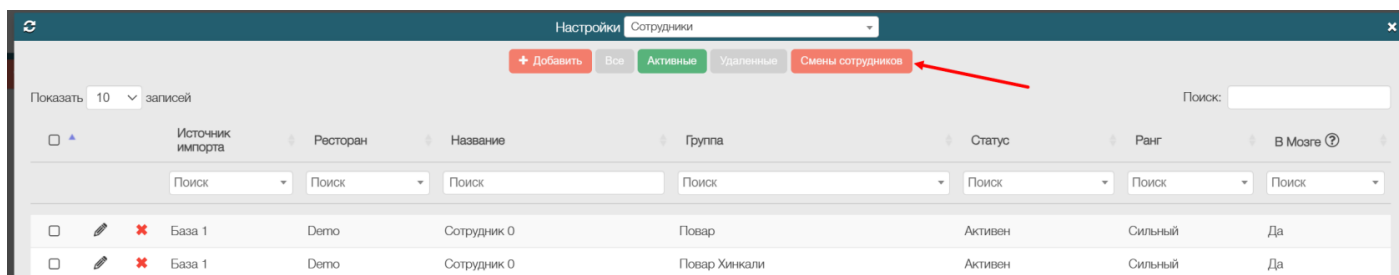 Настройки Сотрудники
+ Добавить Все Активные Удаленные Смены сотрудников
Показать 10 записей Поиск:
Источник импорта Ресторан Название Группа Статус Ранг В Мозге ?
Поиск Поиск Поиск Поиск Поиск Поиск Поиск
База 1 Demo Сотрудник 0 Повар Активен Сильный Да
База 1 Demo Сотрудник 0 Повар Хинкали Активен Сильный Да